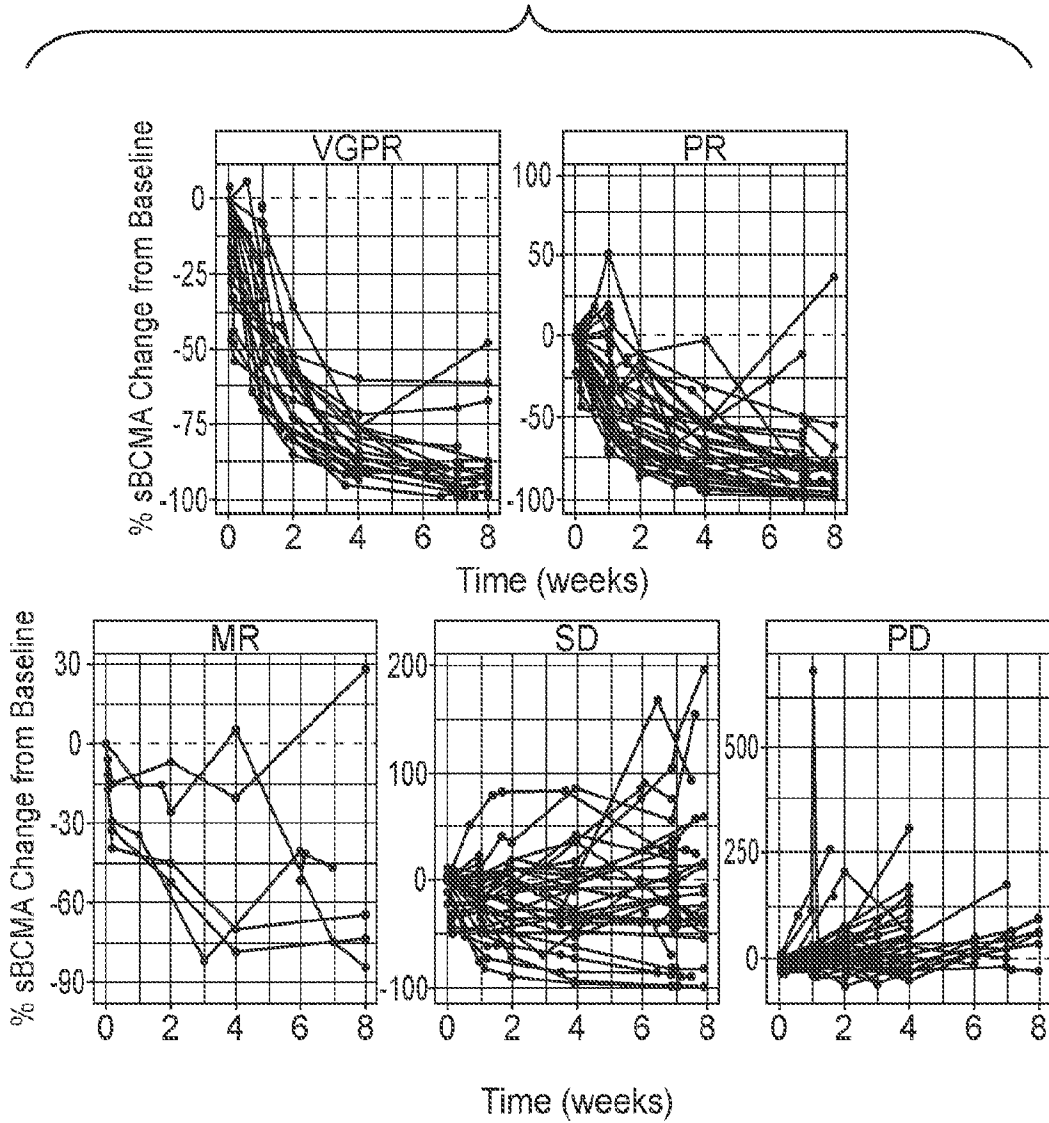 VGPR
PR
% sBCMA Change from Baseline
0
-25
-50
-75
-100
100
50
0
-50
-100
0 2 4 6 8
0 2 4 6 8
Time (weeks)
MR
SD
PD
% sBCMA Change from Baseline
30
0
-30
-60
-90
200
100
0
-100
500
250
0
0 2 4 6 8
0 2 4 6 8
0 2 4 6 8
Time (weeks)